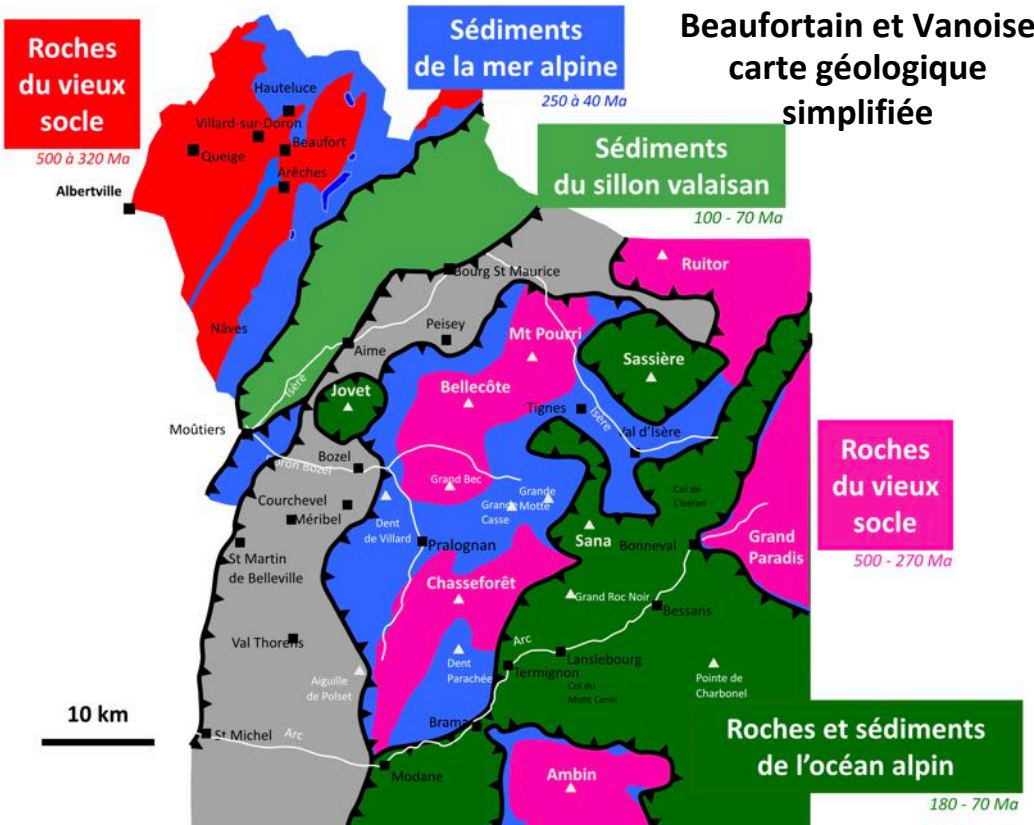 Beaufortain et Vanoise
carte géologique
simplifiée
Roches
du vieux
socle
500 à 320 Ma
Sédiments
de la mer alpine
250 à 40 Ma
Sédiments
du sillon valaisan
100 - 70 Ma
Hauteluce
Villard-sur-Doron
Queige
Beaufort
Arêches
Albertville
Ruitor
Bourg St Maurice
Nâves
Peisey
Mt Pourri
Aime
Sassière
Isère
Jovet
Bellecôte
Tignes
Isère
Val d'Isère
Moûtiers
Doron Bozel
Bozel
Roches
du vieux
socle
500 - 270 Ma
Grand Bec
Grande
Motte
Grande
Casse
Col de
L'Iseran
Courchevel
Méribel
Dent
de Villard
Sana
Bonneval
Grand
Paradis
Pralognan
St Martin
de Belleville
Chasseforêt
Grand Roc Noir
Bessans
Val Thorens
Arc
Lanslebourg
Dent
Parachée
Termignon
Aiguille
de Polset
Col du
Mont Cenis
Pointe de
Charbonel
10 km
Braman
St Michel
Arc
Modane
Ambin
Roches et sédiments
de l'océan alpin
180 - 70 Ma